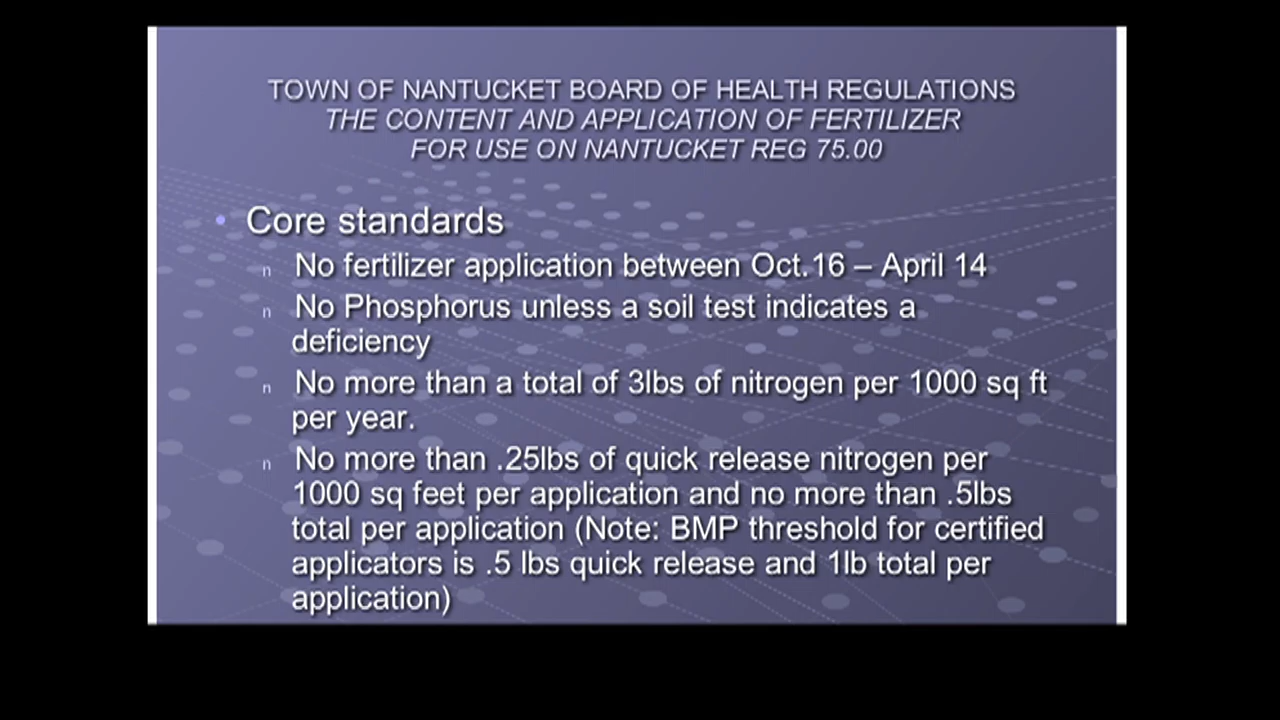 TOWN OF NANTUCKET BOARD OF HEALTH REGULATIONS
THE CONTENT AND APPLICATION OF FERTILIZER
FOR USE ON NANTUCKET REG 75.00
• Core standards
n No fertilizer application between Oct.16 – April 14
n No Phosphorus unless a soil test indicates a
deficiency
n No more than a total of 3lbs of nitrogen per 1000 sq ft
per year.
n No more than .25lbs of quick release nitrogen per
1000 sq feet per application and no more than .5lbs
total per application (Note: BMP threshold for certified
applicators is .5 lbs quick release and 1lb total per
application)